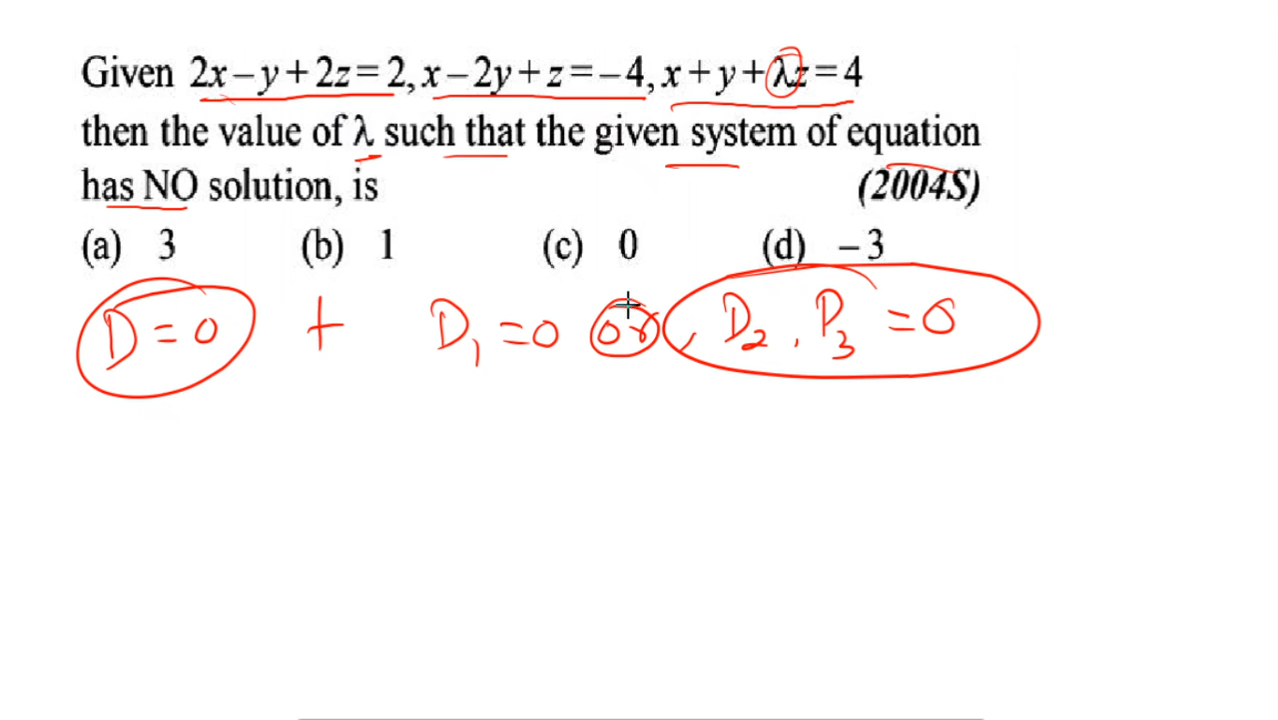 Given 2x – y + 2z = 2, x – 2y + z = – 4, x + y + λz = 4
then the value of λ such that the given system of equation
has NO solution, is (2004S)
(a) 3 (b) 1 (c) 0 (d) – 3
D = 0 + D₁ = 0 or, D₂, D₃ = 0